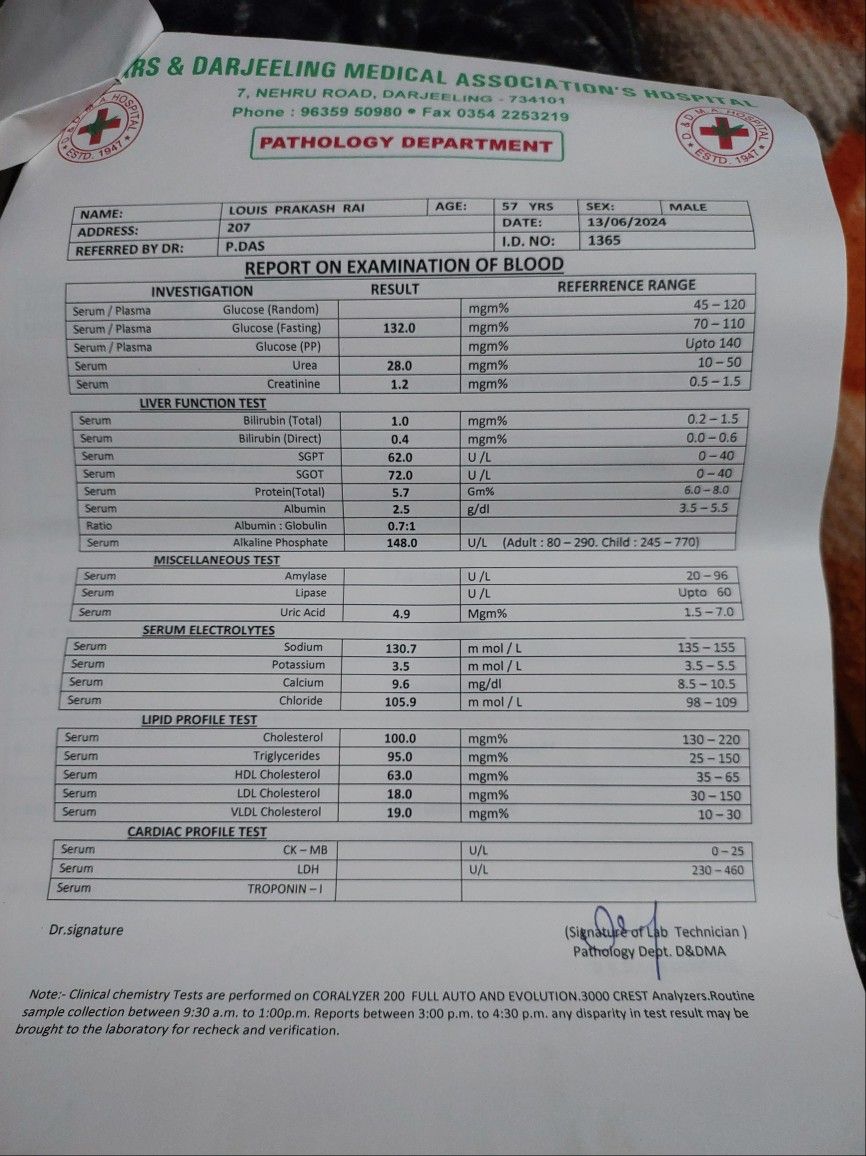 RS & DARJEELING MEDICAL ASSOCIATION'S HOSPITAL
7, NEHRU ROAD, DARJEELING - 734101
Phone : 96359 50980 • Fax 0354 2253219
D. & D. M. A. HOSPITAL
ESTD. 1947
D. & D. M. A. HOSPITAL
ESTD. 1947
PATHOLOGY DEPARTMENT
NAME: LOUIS PRAKASH RAI AGE: 57 YRS SEX: MALE
ADDRESS: 207 DATE: 13/06/2024
REFERRED BY DR: P.DAS I.D. NO: 1365
REPORT ON EXAMINATION OF BLOOD
INVESTIGATION RESULT REFERRENCE RANGE
Serum / Plasma Glucose (Random) mgm% 45 – 120
Serum / Plasma Glucose (Fasting) 132.0 mgm% 70 – 110
Serum / Plasma Glucose (PP) mgm% Upto 140
Serum Urea 28.0 mgm% 10 – 50
Serum Creatinine 1.2 mgm% 0.5 – 1.5
LIVER FUNCTION TEST
Serum Bilirubin (Total) 1.0 mgm% 0.2 – 1.5
Serum Bilirubin (Direct) 0.4 mgm% 0.0 – 0.6
Serum SGPT 62.0 U /L 0 – 40
Serum SGOT 72.0 U /L 0 – 40
Serum Protein(Total) 5.7 Gm% 6.0 – 8.0
Serum Albumin 2.5 g/dl 3.5 – 5.5
Ratio Albumin : Globulin 0.7:1
Serum Alkaline Phosphate 148.0 U/L (Adult : 80 – 290. Child : 245 – 770)
MISCELLANEOUS TEST
Serum Amylase U /L 20 – 96
Serum Lipase U /L Upto 60
Serum Uric Acid 4.9 Mgm% 1.5 – 7.0
SERUM ELECTROLYTES
Serum Sodium 130.7 m mol / L 135 – 155
Serum Potassium 3.5 m mol / L 3.5 – 5.5
Serum Calcium 9.6 mg/dl 8.5 – 10.5
Serum Chloride 105.9 m mol / L 98 – 109
LIPID PROFILE TEST
Serum Cholesterol 100.0 mgm% 130 – 220
Serum Triglycerides 95.0 mgm% 25 – 150
Serum HDL Cholesterol 63.0 mgm% 35 – 65
Serum LDL Cholesterol 18.0 mgm% 30 – 150
Serum VLDL Cholesterol 19.0 mgm% 10 – 30
CARDIAC PROFILE TEST
Serum CK – MB U/L 0 – 25
Serum LDH U/L 230 – 460
Serum TROPONIN – I
Dr.signature (Signature of Lab Technician )
Pathology Dept. D&DMA
Note:- Clinical chemistry Tests are performed on CORALYZER 200 FULL AUTO AND EVOLUTION.3000 CREST Analyzers.Routine
sample collection between 9:30 a.m. to 1:00p.m. Reports between 3:00 p.m. to 4:30 p.m. any disparity in test result may be
brought to the laboratory for recheck and verification.